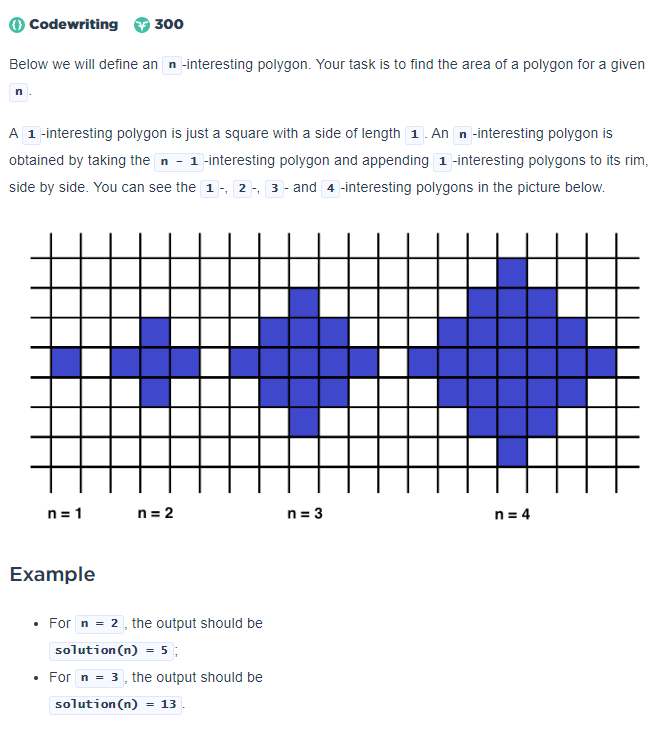 Codewriting 300
Below we will define an n -interesting polygon. Your task is to find the area of a polygon for a given
n .
A 1 -interesting polygon is just a square with a side of length 1 . An n -interesting polygon is
obtained by taking the n - 1 -interesting polygon and appending 1 -interesting polygons to its rim,
side by side. You can see the 1 -, 2 -, 3 - and 4 -interesting polygons in the picture below.
n = 1 n = 2 n = 3 n = 4
Example
• For n = 2 , the output should be
solution(n) = 5 ;
• For n = 3 , the output should be
solution(n) = 13 .